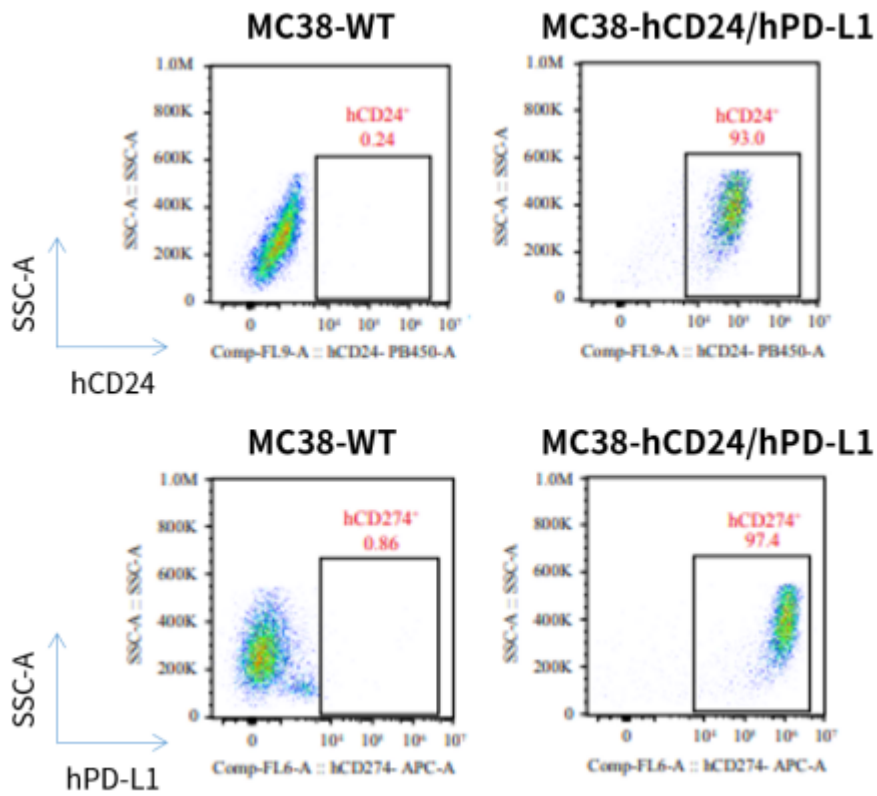 MC38-WT
MC38-hCD24/hPD-L1
1.0M
800K
600K
400K
200K
0
SSC-A :: SSC-A
hCD24⁺
0.24
0 10⁴ 10⁵ 10⁶ 10⁷
Comp-FL9-A :: hCD24- PB450-A
1.0M
800K
600K
400K
200K
0
SSC-A :: SSC-A
hCD24⁺
93.0
0 10⁴ 10⁵ 10⁶ 10⁷
Comp-FL9-A :: hCD24- PB450-A
SSC-A
hCD24
MC38-WT
MC38-hCD24/hPD-L1
1.0M
800K
600K
400K
200K
0
SSC-A :: SSC-A
hCD274⁺
0.86
0 10⁴ 10⁵ 10⁶ 10⁷
Comp-FL6-A :: hCD274- APC-A
1.0M
800K
600K
400K
200K
0
SSC-A :: SSC-A
hCD274⁺
97.4
0 10⁴ 10⁵ 10⁶ 10⁷
Comp-FL6-A :: hCD274- APC-A
SSC-A
hPD-L1